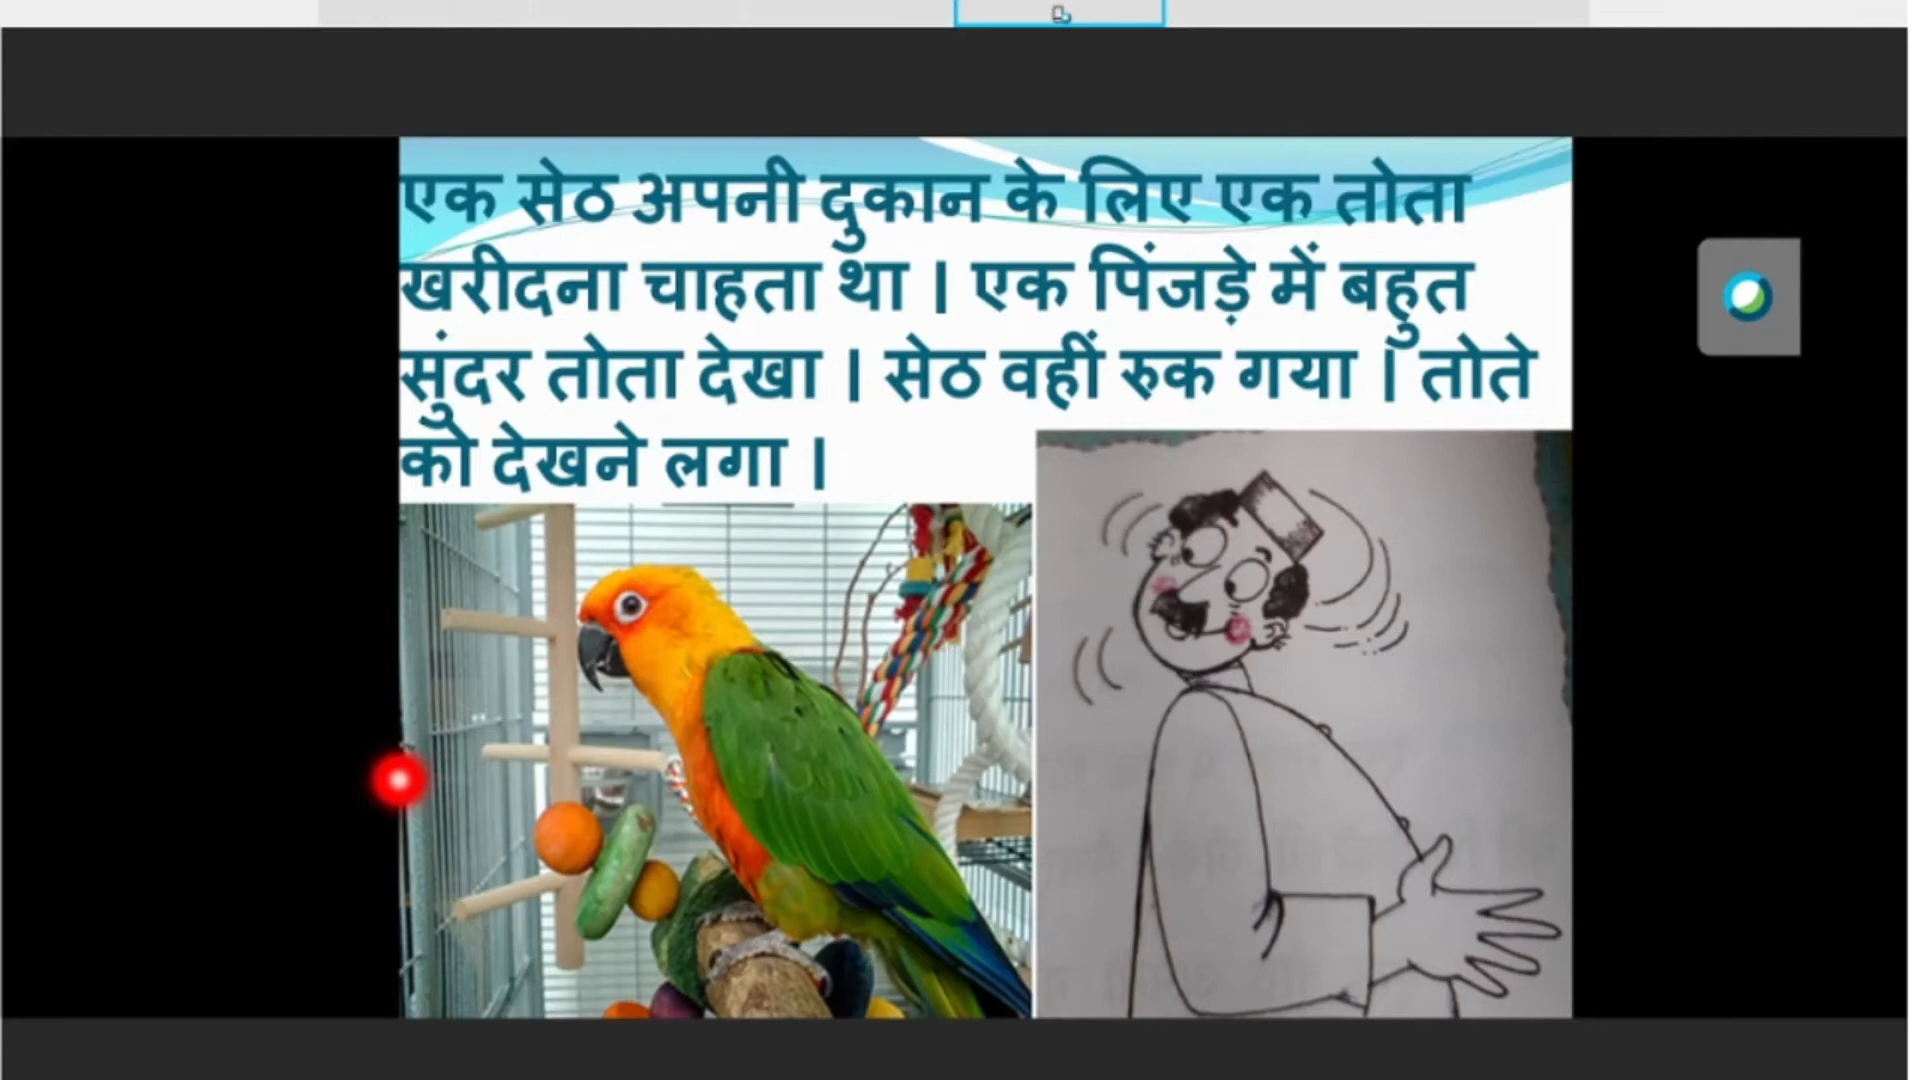 एक सेठ अपनी दुकान के लिए एक तोता
खरीदना चाहता था । एक पिंजड़े में बहुत
सुंदर तोता देखा । सेठ वहीं रुक गया । तोते
को देखने लगा ।